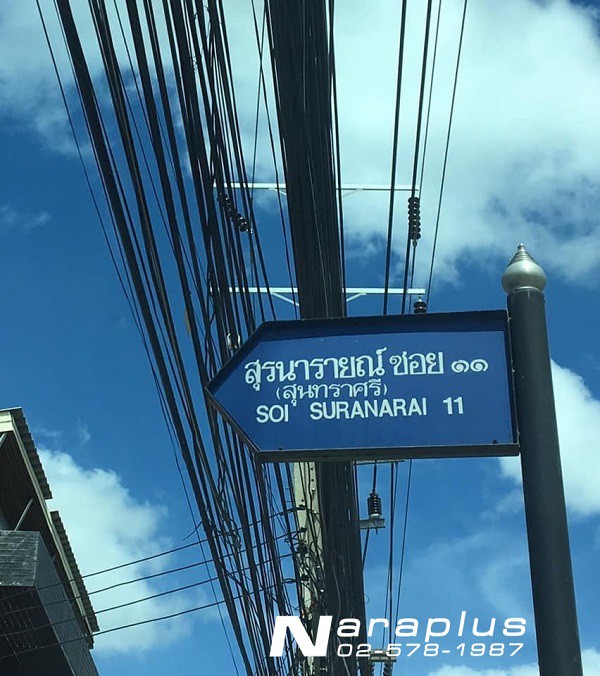 สุรนารายณ์ ซอย ๑๑
(สุนทราศรี)
SOI SURANARAI 11
Naraplus
02-578-1987